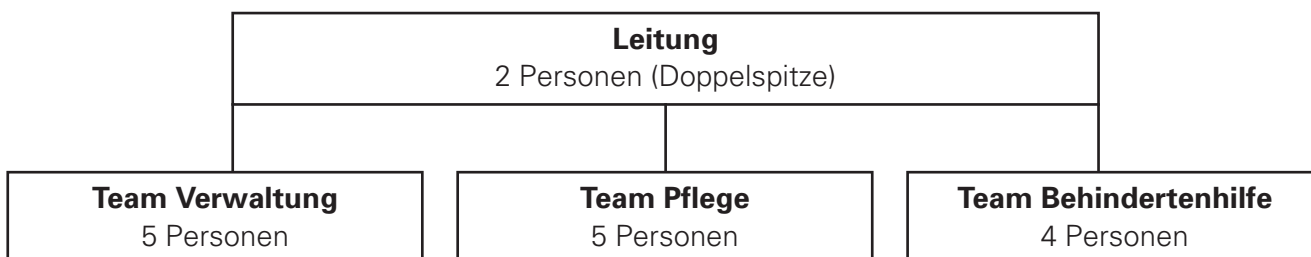 Leitung
2 Personen (Doppelspitze)
Team Verwaltung
5 Personen
Team Pflege
5 Personen
Team Behindertenhilfe
4 Personen